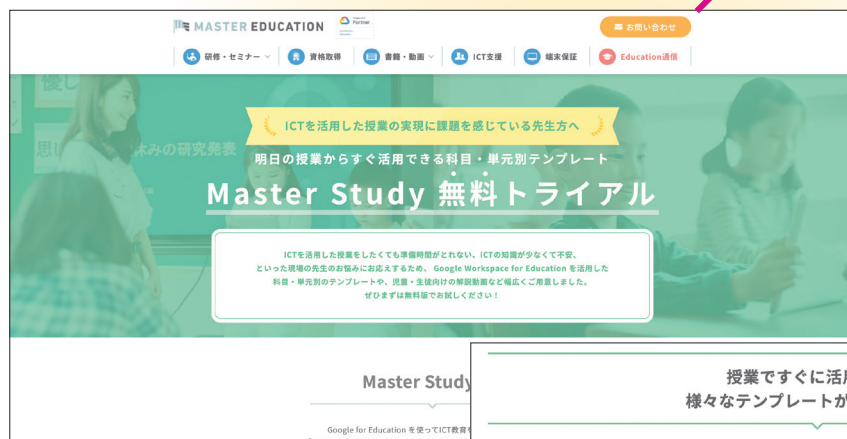 MASTER EDUCATION
Partner
お問い合わせ
研修・セミナー
資格取得
書籍・動画
ICT支援
端末保証
Education通信
ICTを活用した授業の実現に課題を感じている先生方へ
明日の授業からすぐ活用できる科目・単元別テンプレート
Master Study 無料トライアル
ICTを活用した授業をしたくても準備時間がとれない、ICTの知識が少なくて不安、
といった現場の先生のお悩みにお応えするため、 Google Workspace for Education を活用した
科目・単元別のテンプレートや、児童・生徒向けの解説動画など幅広くご用意しました。
ぜひまずは無料版でお試しください！
Master Study
Google for Education を使ってICT教育
授業ですぐに活
様々なテンプレートが